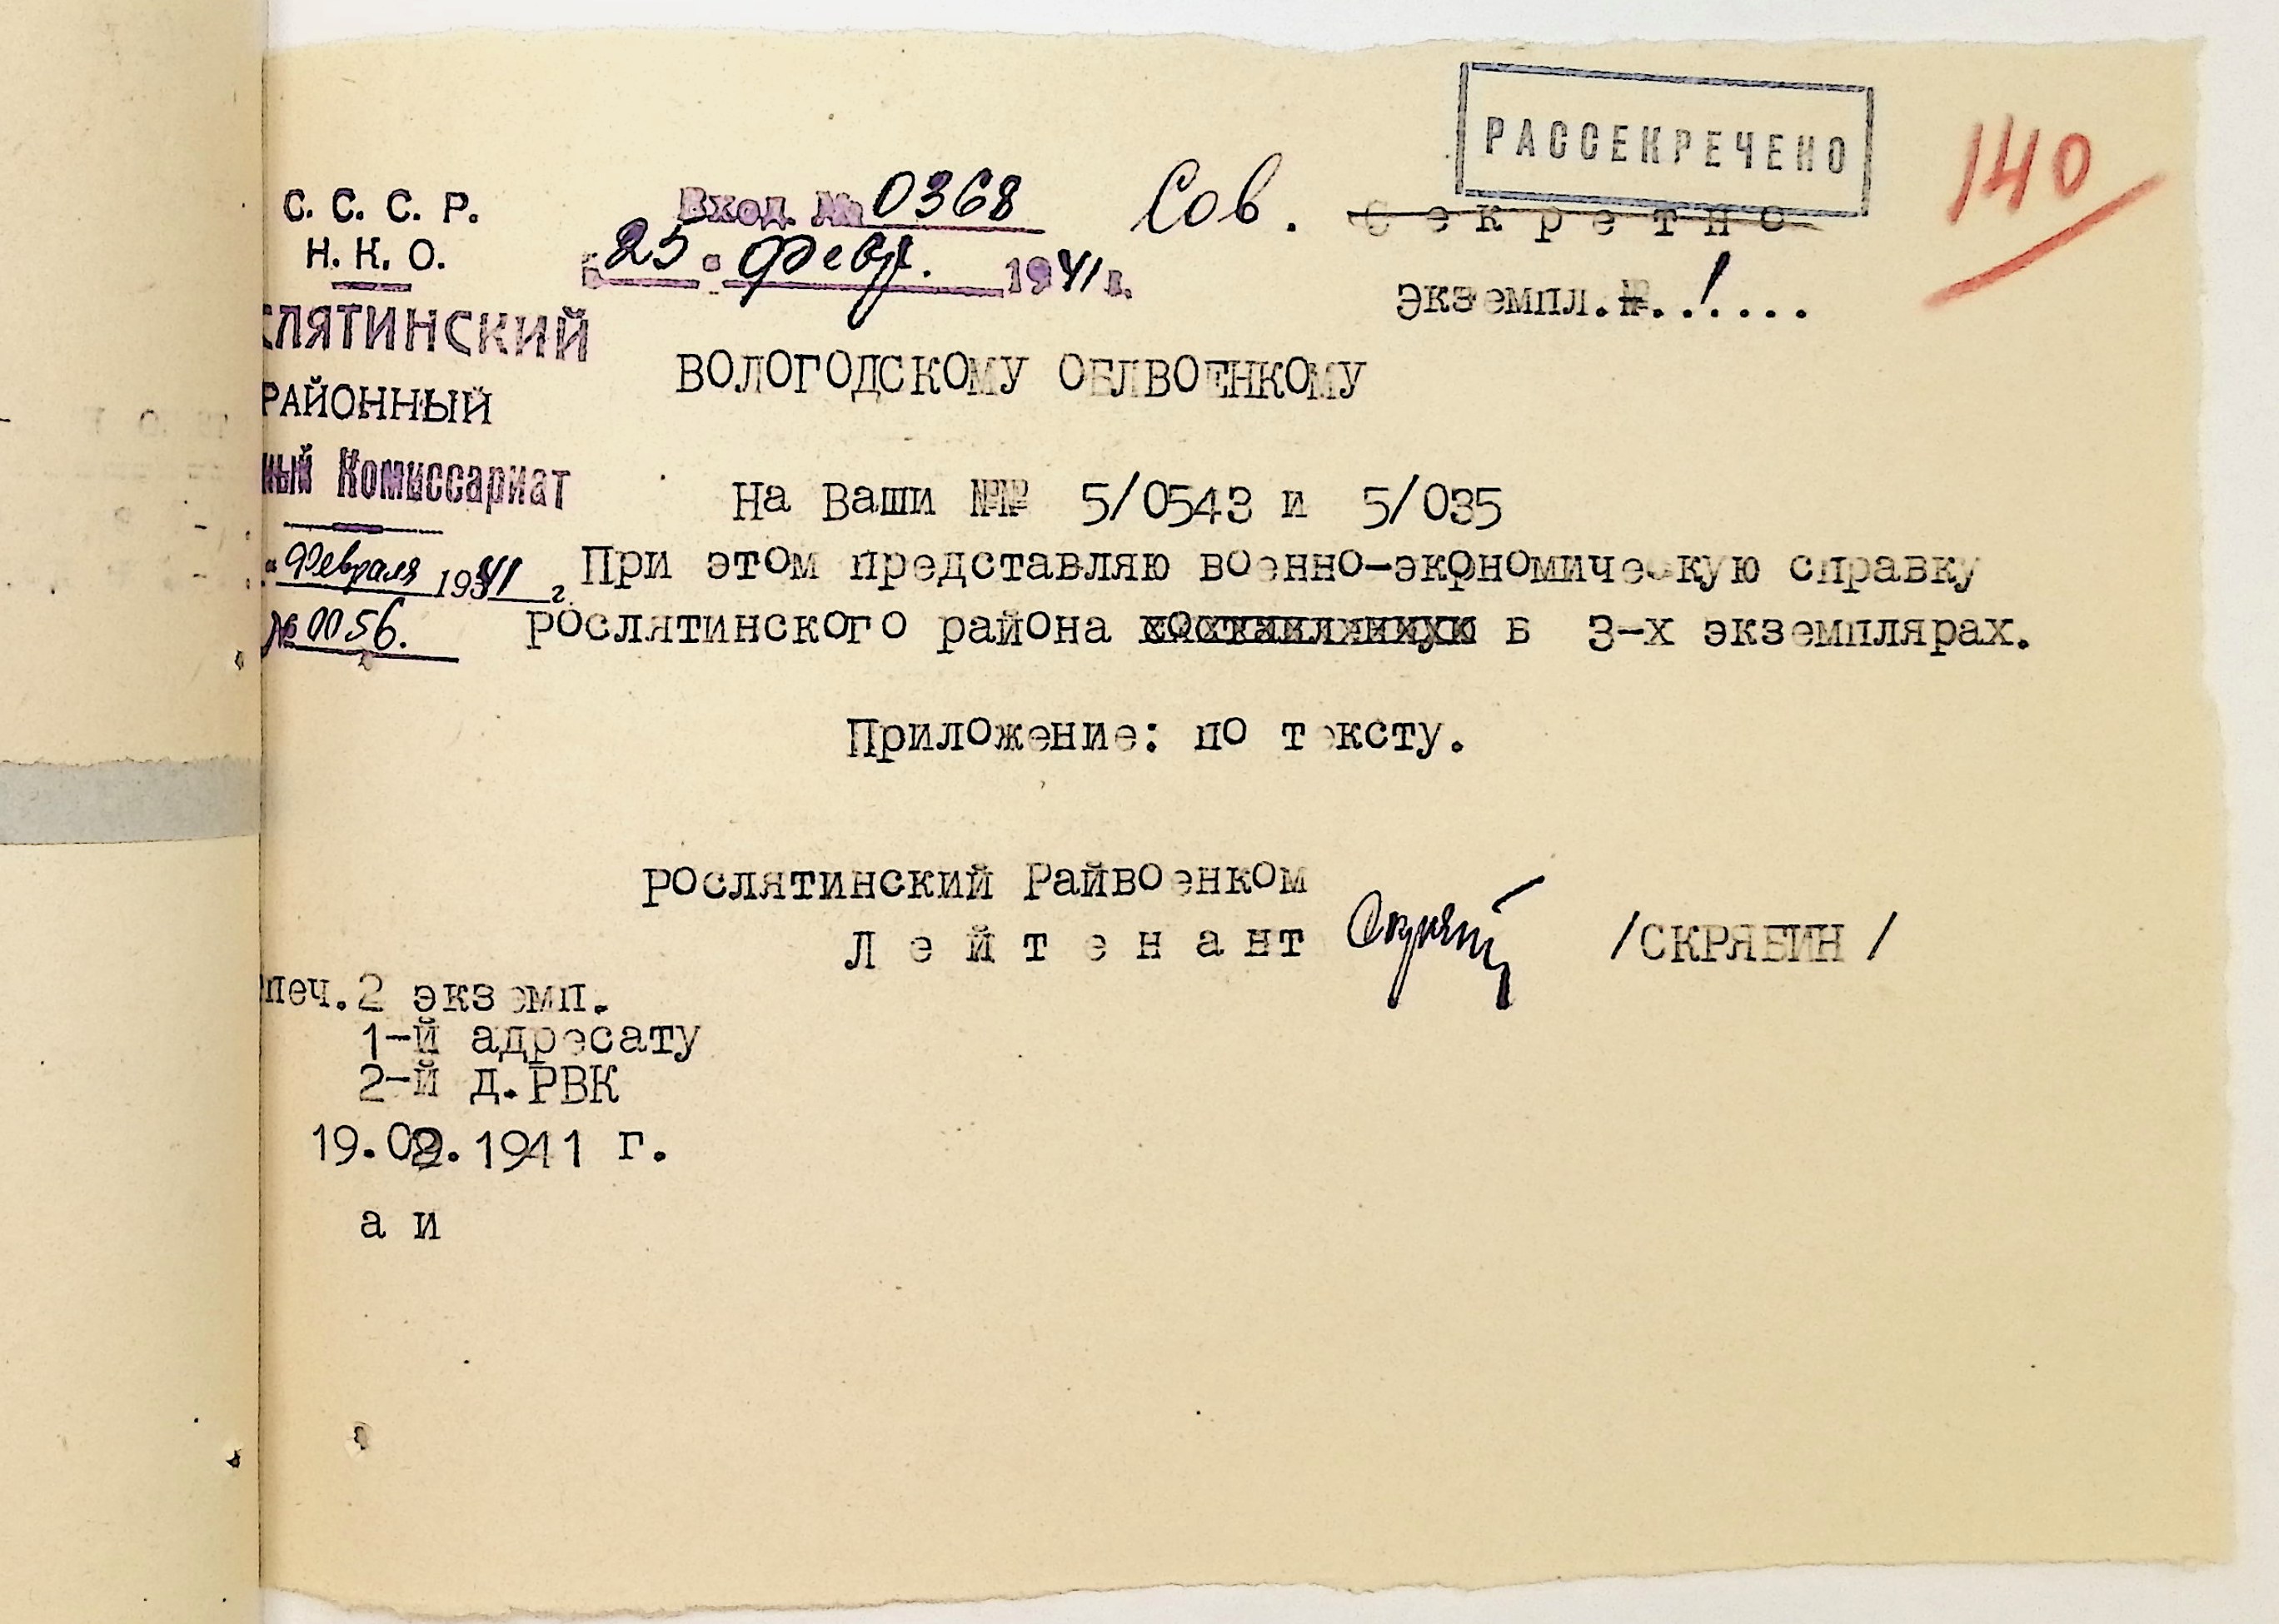 С. С. С. Р.
Н. К. О.
СЛЯТИНСКИЙ
РАЙОННЫЙ
ный Комиссариат
" Февраля 1941 г.
№ 0056.
Вход. № 0368
"25" Февр. 1941 г.
Сов. Секретно
РАССЕКРЕЧЕНО
140
экземпл.№..!....
ВОЛОГОДСКОМУ ОБЛВОЕНКОМУ
На Ваши №№ 5/0543 и 5/035
При этом представляю военно-экономическую справку
Рослятинского района в 3-х экземплярах.
Приложение: по тексту.
Рослятинский Райвоенком
Лейтенант /СКРЯБИН/
печ.2 экземп.
1-й адресату
2-й д.РВК
19.02.1941 г.
а и